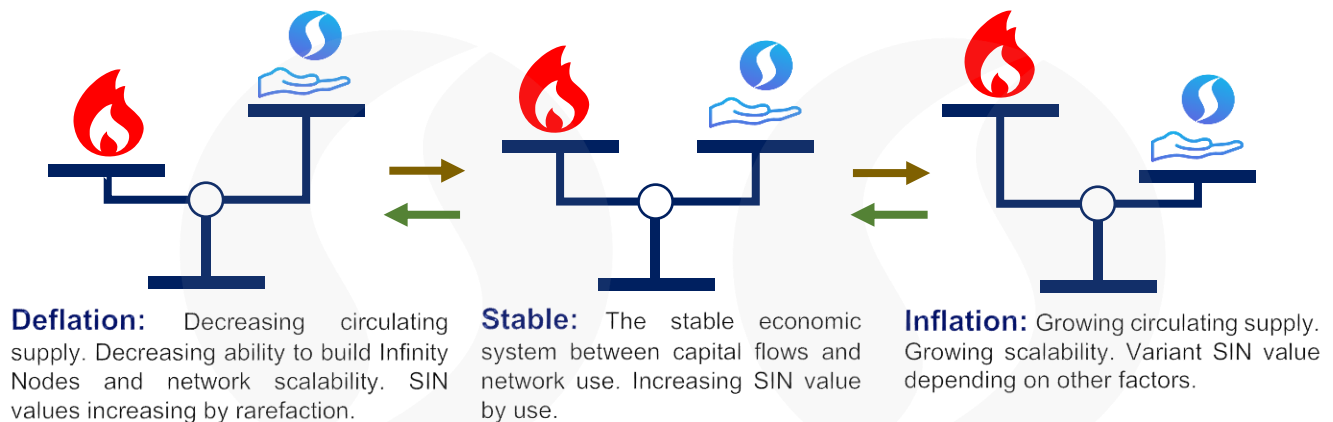 Deflation: Decreasing circulating
supply. Decreasing ability to build Infinity
Nodes and network scalability. SIN
values increasing by rarefaction.
Stable: The stable economic
system between capital flows and
network use. Increasing SIN value
by use.
Inflation: Growing circulating supply.
Growing scalability. Variant SIN value
depending on other factors.